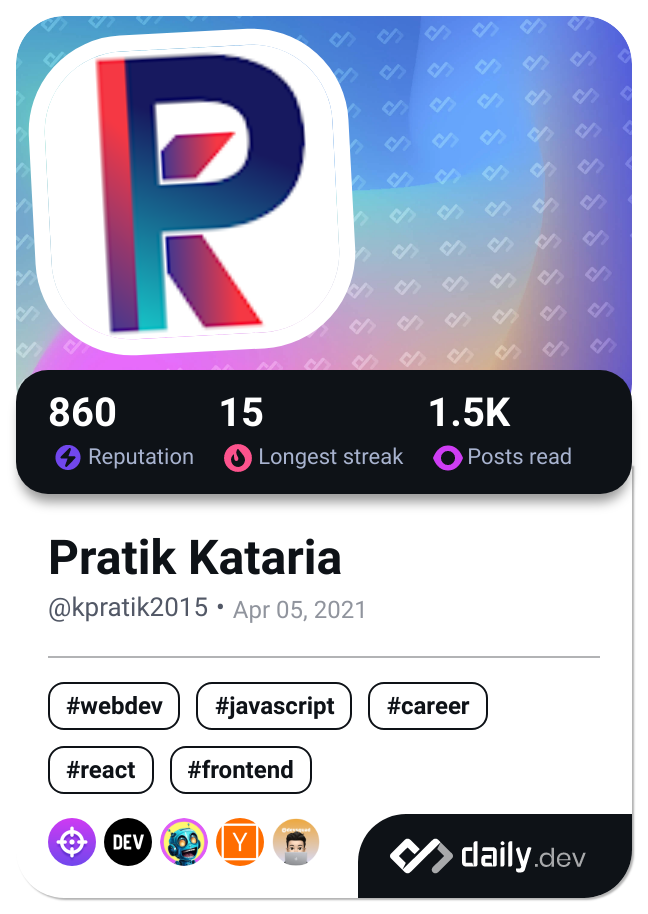 860 15 1.5K
Reputation Longest streak Posts read
Pratik Kataria
@kpratik2015 • Apr 05, 2021
#webdev #javascript #career
#react #frontend
DEV Y
daily.dev